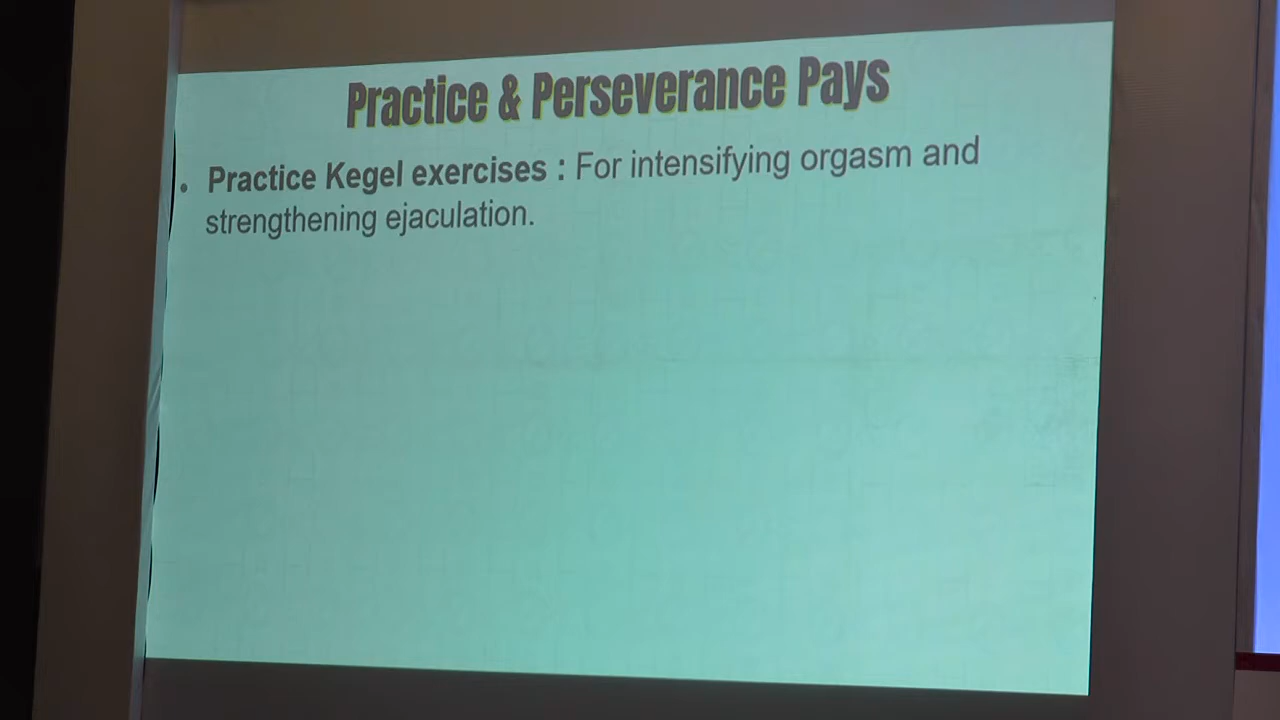 Practice & Perseverance Pays
• Practice Kegel exercises : For intensifying orgasm and
strengthening ejaculation.